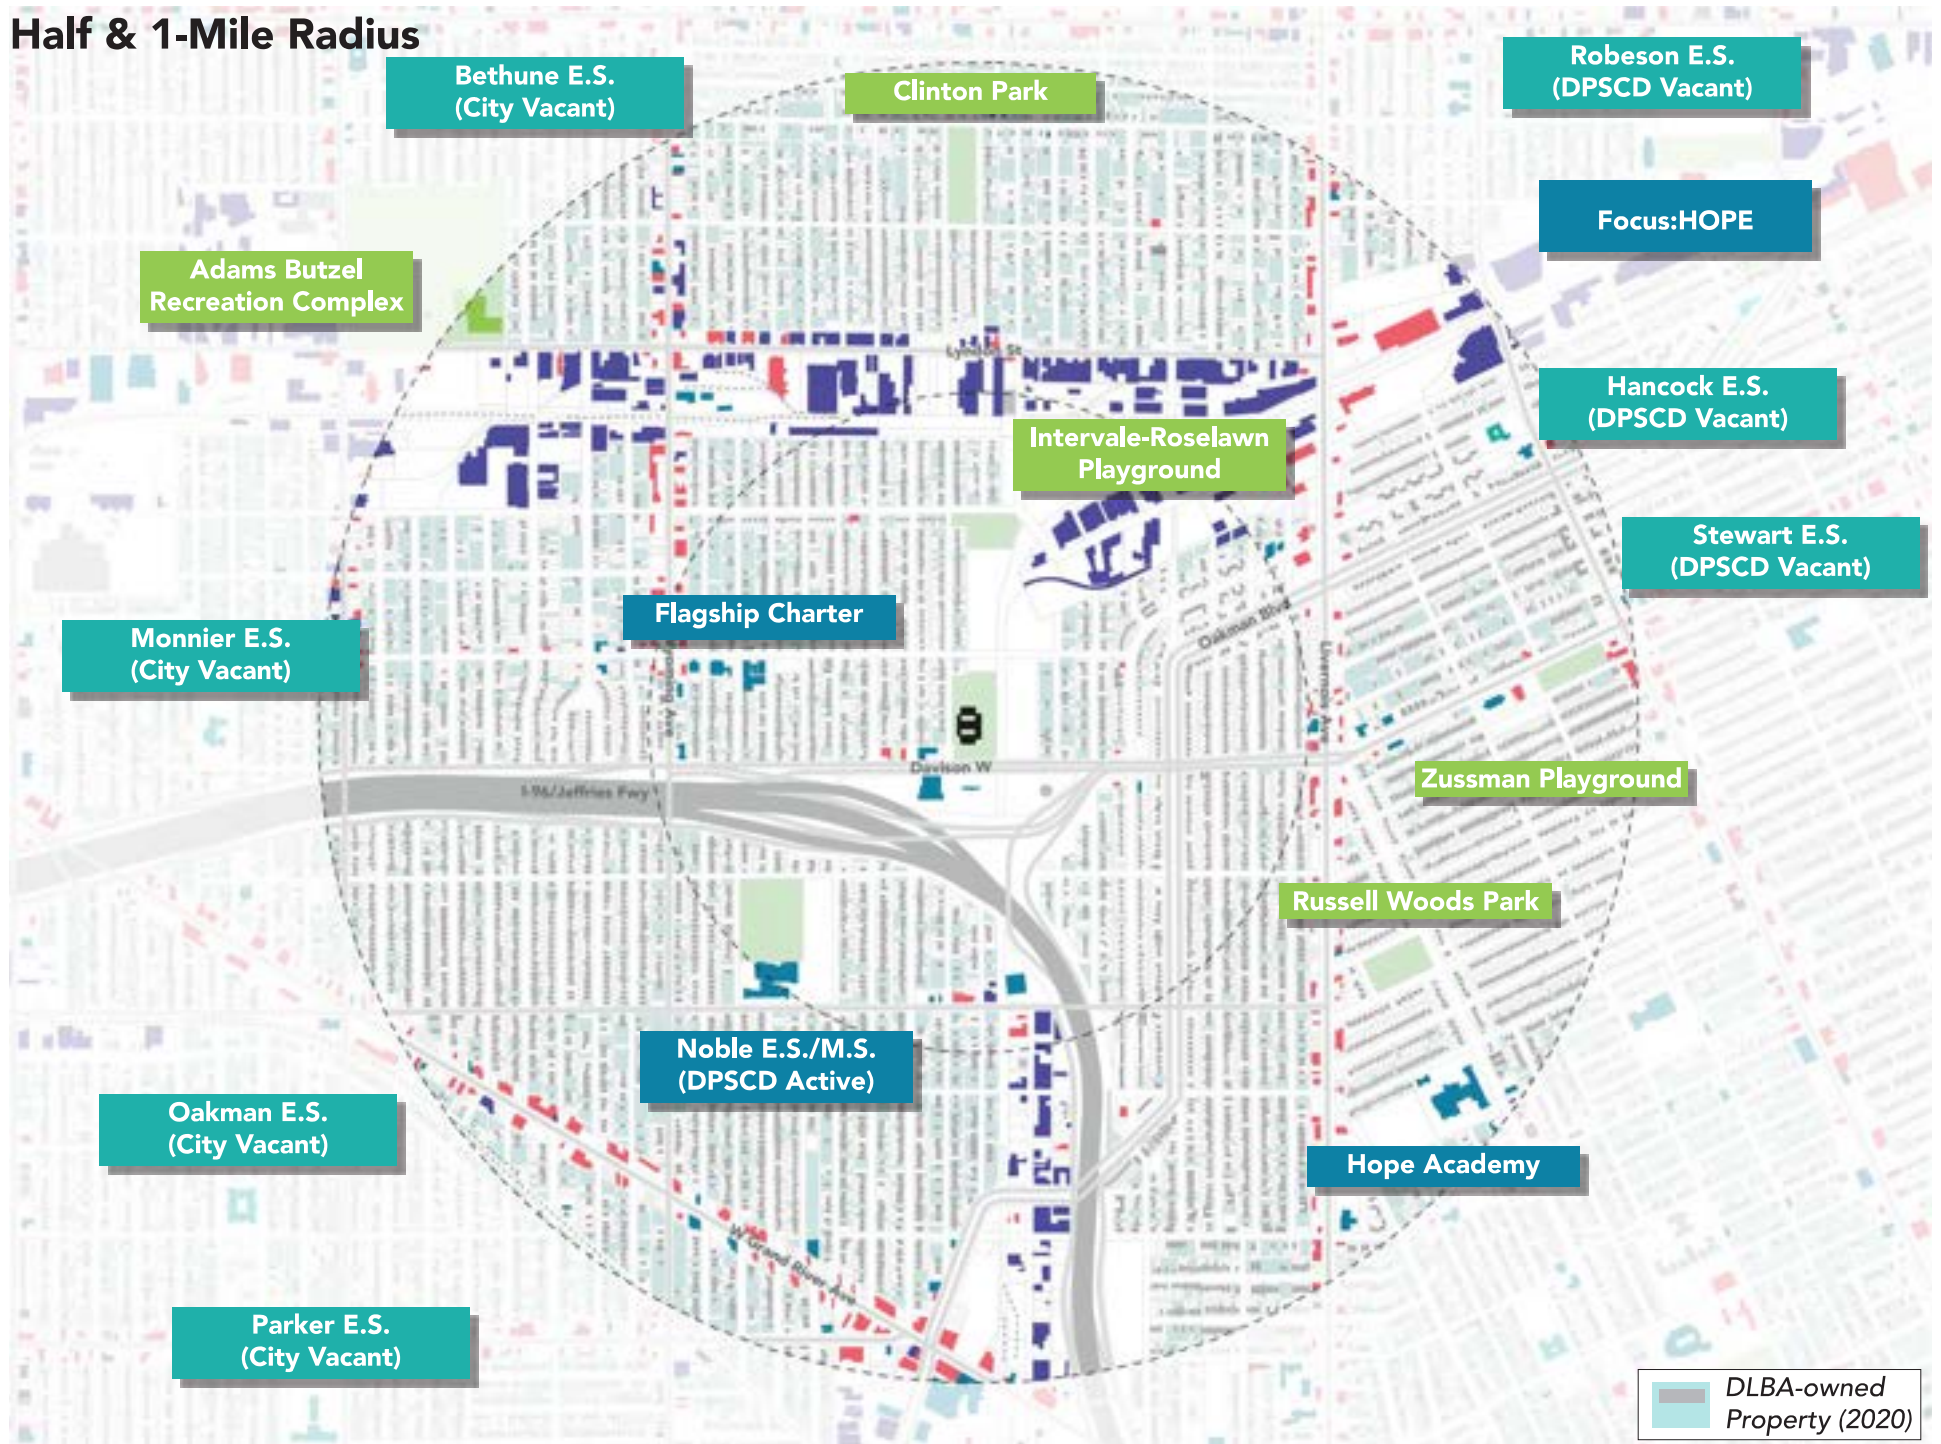 Half & 1-Mile Radius
Bethune E.S.
(City Vacant)
Clinton Park
Robeson E.S.
(DPSCD Vacant)
Focus:HOPE
Adams Butzel
Recreation Complex
Lyndon St
Hancock E.S.
(DPSCD Vacant)
Intervale-Roselawn
Playground
Stewart E.S.
(DPSCD Vacant)
Flagship Charter
Oakman Blvd
Monnier E.S.
(City Vacant)
Livernois Ave
Davison W
Zussman Playground
I-96/Jeffries Fwy
Russell Woods Park
Noble E.S./M.S.
(DPSCD Active)
Oakman E.S.
(City Vacant)
Hope Academy
W Grand River Ave
Parker E.S.
(City Vacant)
DLBA-owned
Property (2020)